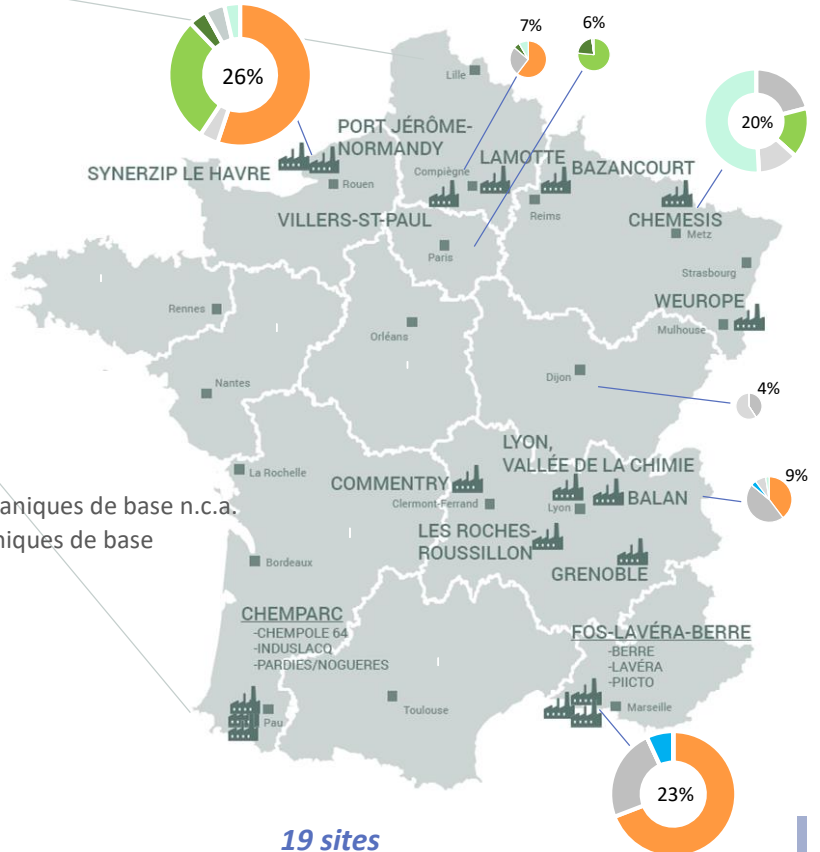 7%
6%
26%
Lille
PORT JÉRÔME-
NORMANDY
20%
SYNERZIP LE HAVRE
Rouen
Compiègne
LAMOTTE
BAZANCOURT
VILLERS-ST-PAUL
Reims
CHEMESIS
Metz
Paris
Strasbourg
WEUROPE
Rennes
Orléans
Mulhouse
Nantes
Dijon
4%
LYON,
VALLÉE DE LA CHIMIE
La Rochelle
COMMENTRY
9%
Clermont-Ferrand
Lyon
BALAN
aniques de base n.c.a.
LES ROCHES-
ROUSSILLON
niques de base
Bordeaux
GRENOBLE
CHEMPARC
-CHEMPOLE 64
-INDUSLACQ
-PARDIES/NOGUERES
FOS-LAVÉRA-BERRE
-BERRE
-LAVÉRA
-PIICTO
Toulouse
Marseille
Pau
23%
19 sites